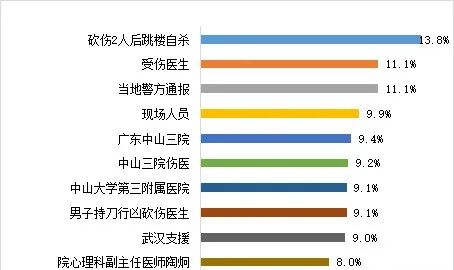 砍伤2人后跳楼自杀 13.8%
受伤医生 11.1%
当地警方通报 11.1%
现场人员 9.9%
广东中山三院 9.4%
中山三院伤医 9.2%
中山大学第三附属医院 9.1%
男子持刀行凶砍伤医生 9.1%
武汉支援 9.0%
院心理科副主任医师陶炯 8.0%